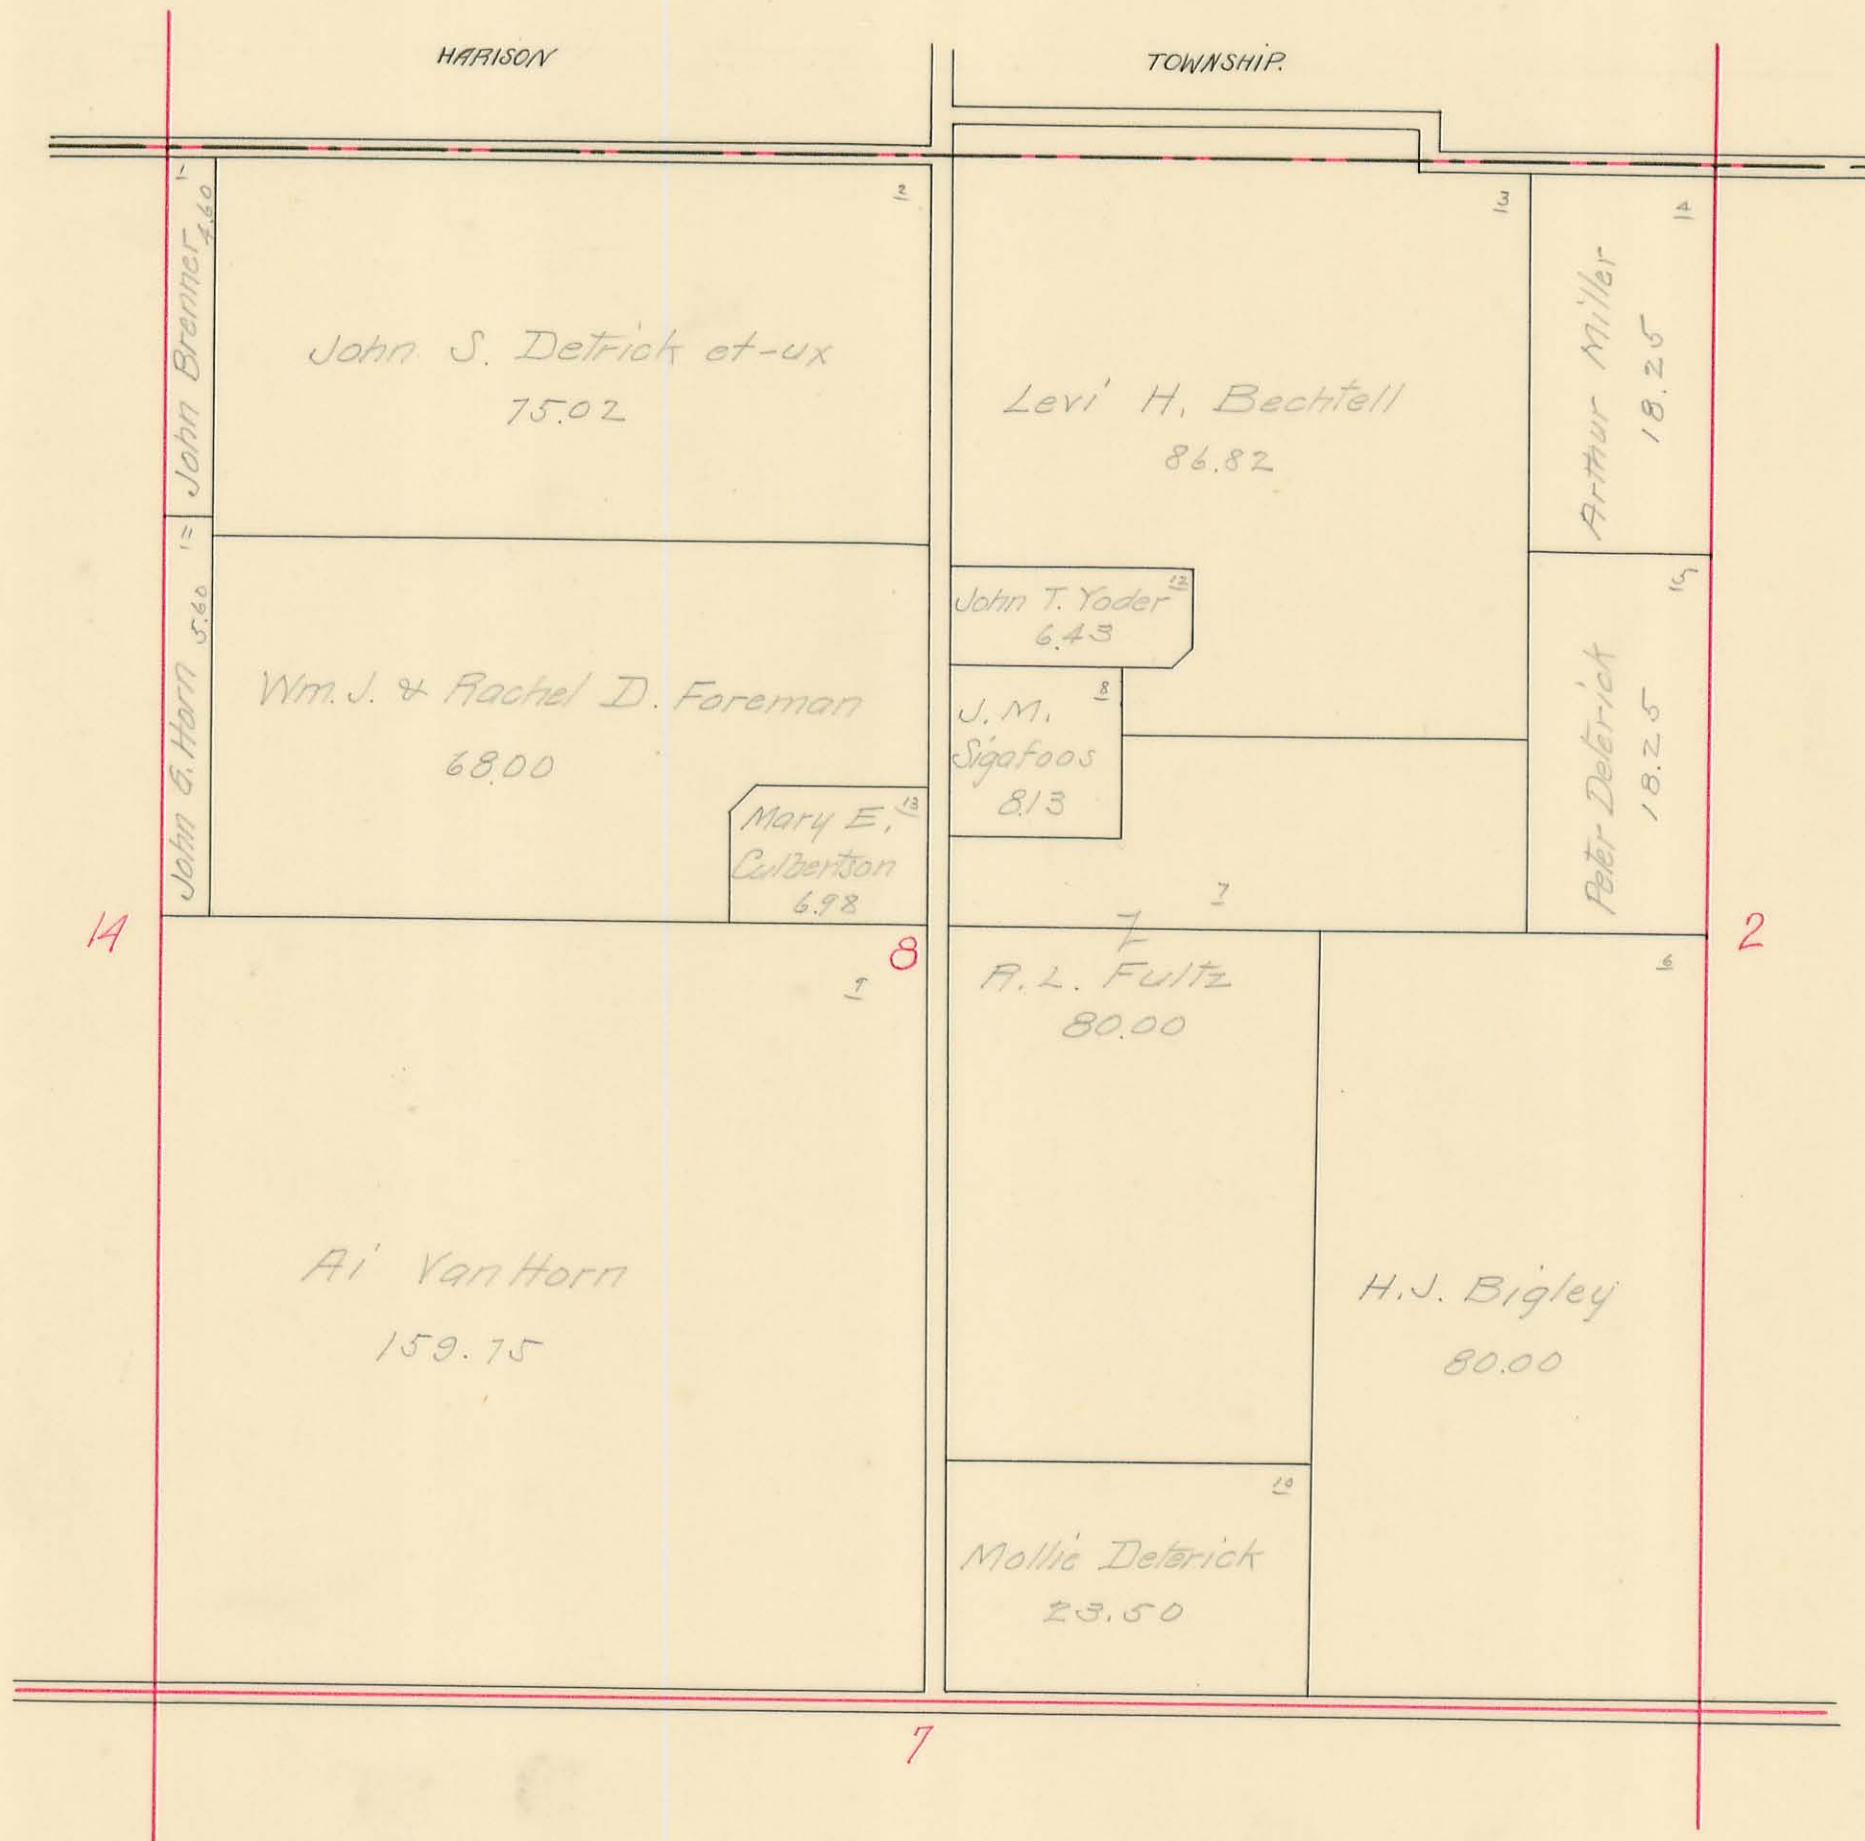 HARISON TOWNSHIP.
1
John Brenner 4.60
2
John S. Detrick et-ux
75.02
3
Levi H. Bechtell
86.82
4
Arthur Miller
18.25
11
John G. Horn 5.60
Wm. J. & Rachel D. Foreman
68.00
13
Mary E.
Culbertson
6.98
12
John T. Yoder
6.43
8
J. M.
Sigafoos
8.13
5
Peter Deterick
18.25
7
14
8
2
9
Ai VanHorn
159.75
R. L. Fultz
80.00
6
H.J. Bigley
80.00
10
Mollie Deterick
23.50
7